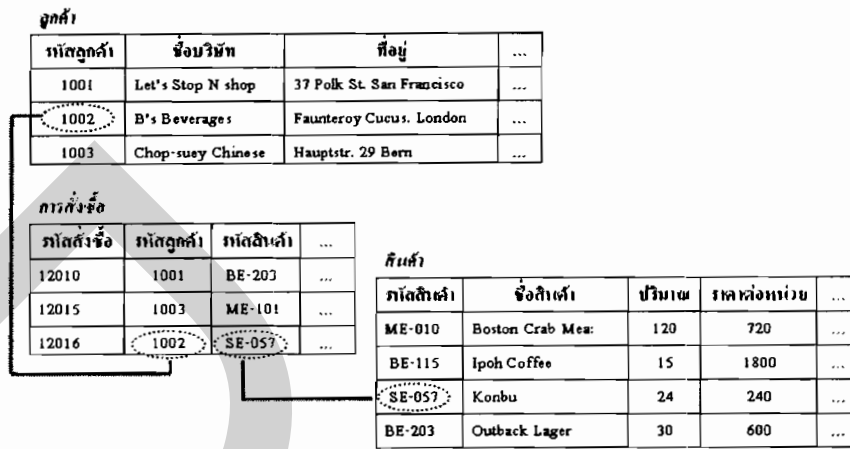 ลูกค้า
รหัสลูกค้า ชื่อบริษัท ที่อยู่ ...
1001 Let's Stop N shop 37 Polk St. San Francisco ...
1002 B's Beverages Faunteroy Cucus. London ...
1003 Chop-suey Chinese Hauptstr. 29 Bern ...
การสั่งซื้อ
รหัสสั่งซื้อ รหัสลูกค้า รหัสสินค้า ...
12010 1001 BE-203 ...
12015 1003 ME-101 ...
12016 1002 SE-057 ...
สินค้า
รหัสสินค้า ชื่อสินค้า ปริมาณ ราคาต่อหน่วย ...
ME-010 Boston Crab Mea: 120 720 ...
BE-115 Ipoh Coffee 15 1800 ...
SE-057 Konbu 24 240 ...
BE-203 Outback Lager 30 600 ...